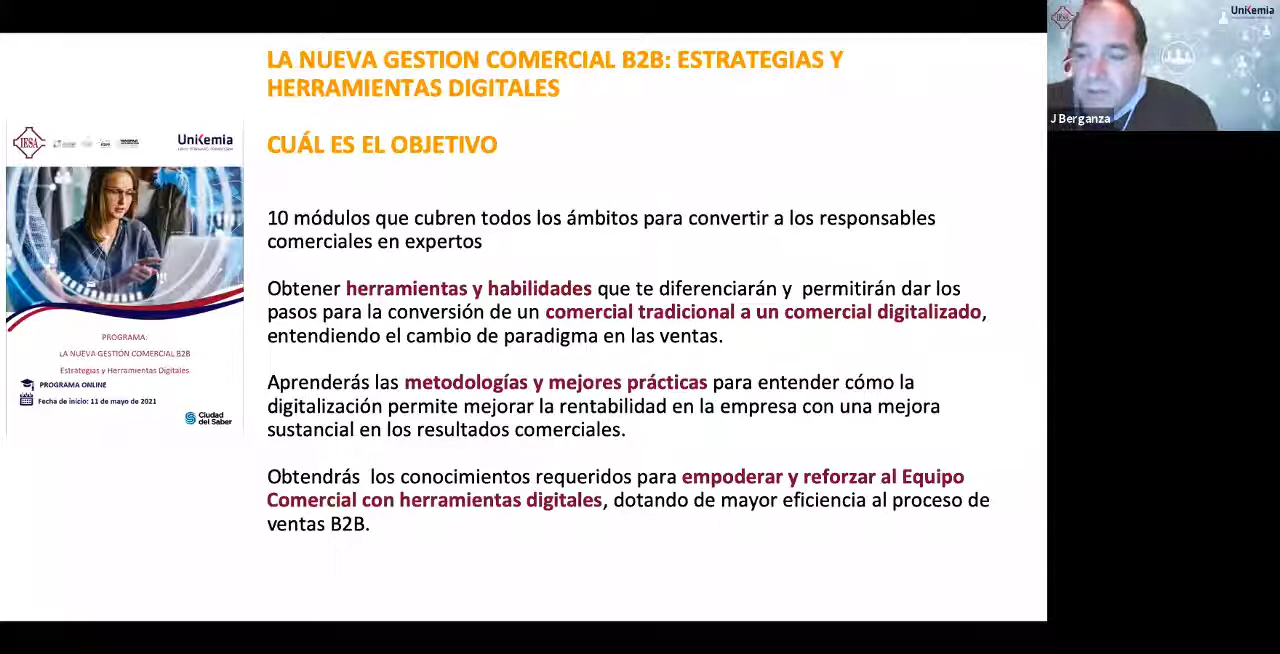 LA NUEVA GESTION COMERCIAL B2B: ESTRATEGIAS Y
HERRAMIENTAS DIGITALES
CUÁL ES EL OBJETIVO
10 módulos que cubren todos los ámbitos para convertir a los responsables
comerciales en expertos
Obtener herramientas y habilidades que te diferenciarán y  permitirán dar los
pasos para la conversión de un comercial tradicional a un comercial digitalizado,
entendiendo el cambio de paradigma en las ventas.
Aprenderás las metodologías y mejores prácticas para entender cómo la
digitalización permite mejorar la rentabilidad en la empresa con una mejora
sustancial en los resultados comerciales.
Obtendrás  los conocimientos requeridos para empoderar y reforzar al Equipo
Comercial con herramientas digitales, dotando de mayor eficiencia al proceso de
ventas B2B.
IESA
UniKemia
PROGRAMA:
LA NUEVA GESTIÓN COMERCIAL B2B
Estrategias y Herramientas Digitales
PROGRAMA ONLINE
Fecha de inicio: 11 de mayo de 2021
Ciudad
del Saber
IESA
UniKemia
J Berganza